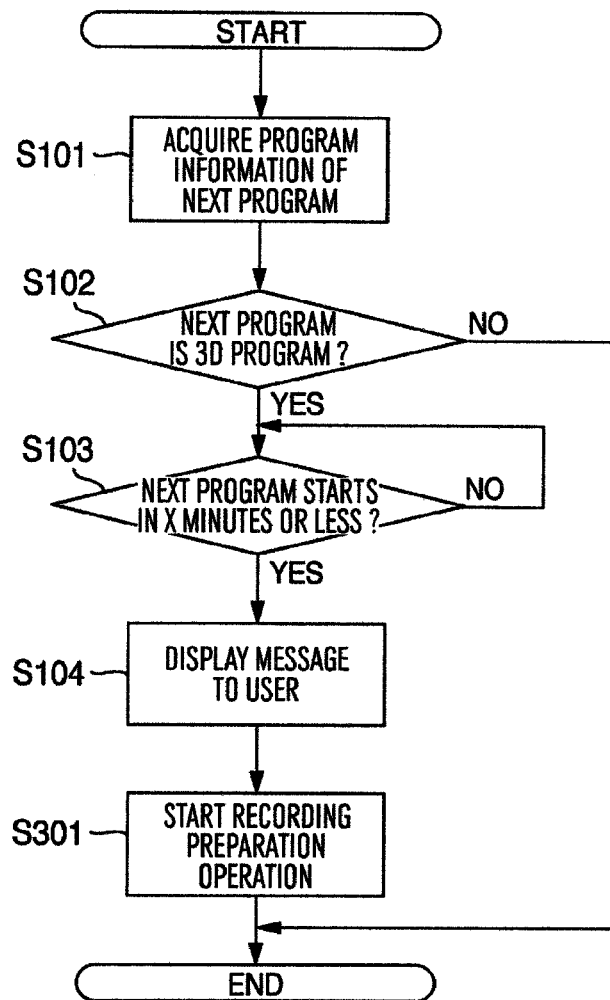 START
S101
ACQUIRE PROGRAM
INFORMATION OF
NEXT PROGRAM
S102
NEXT PROGRAM
IS 3D PROGRAM ?
NO
YES
S103
NEXT PROGRAM STARTS
IN X MINUTES OR LESS ?
NO
YES
S104
DISPLAY MESSAGE
TO USER
S301
START RECORDING
PREPARATION
OPERATION
END